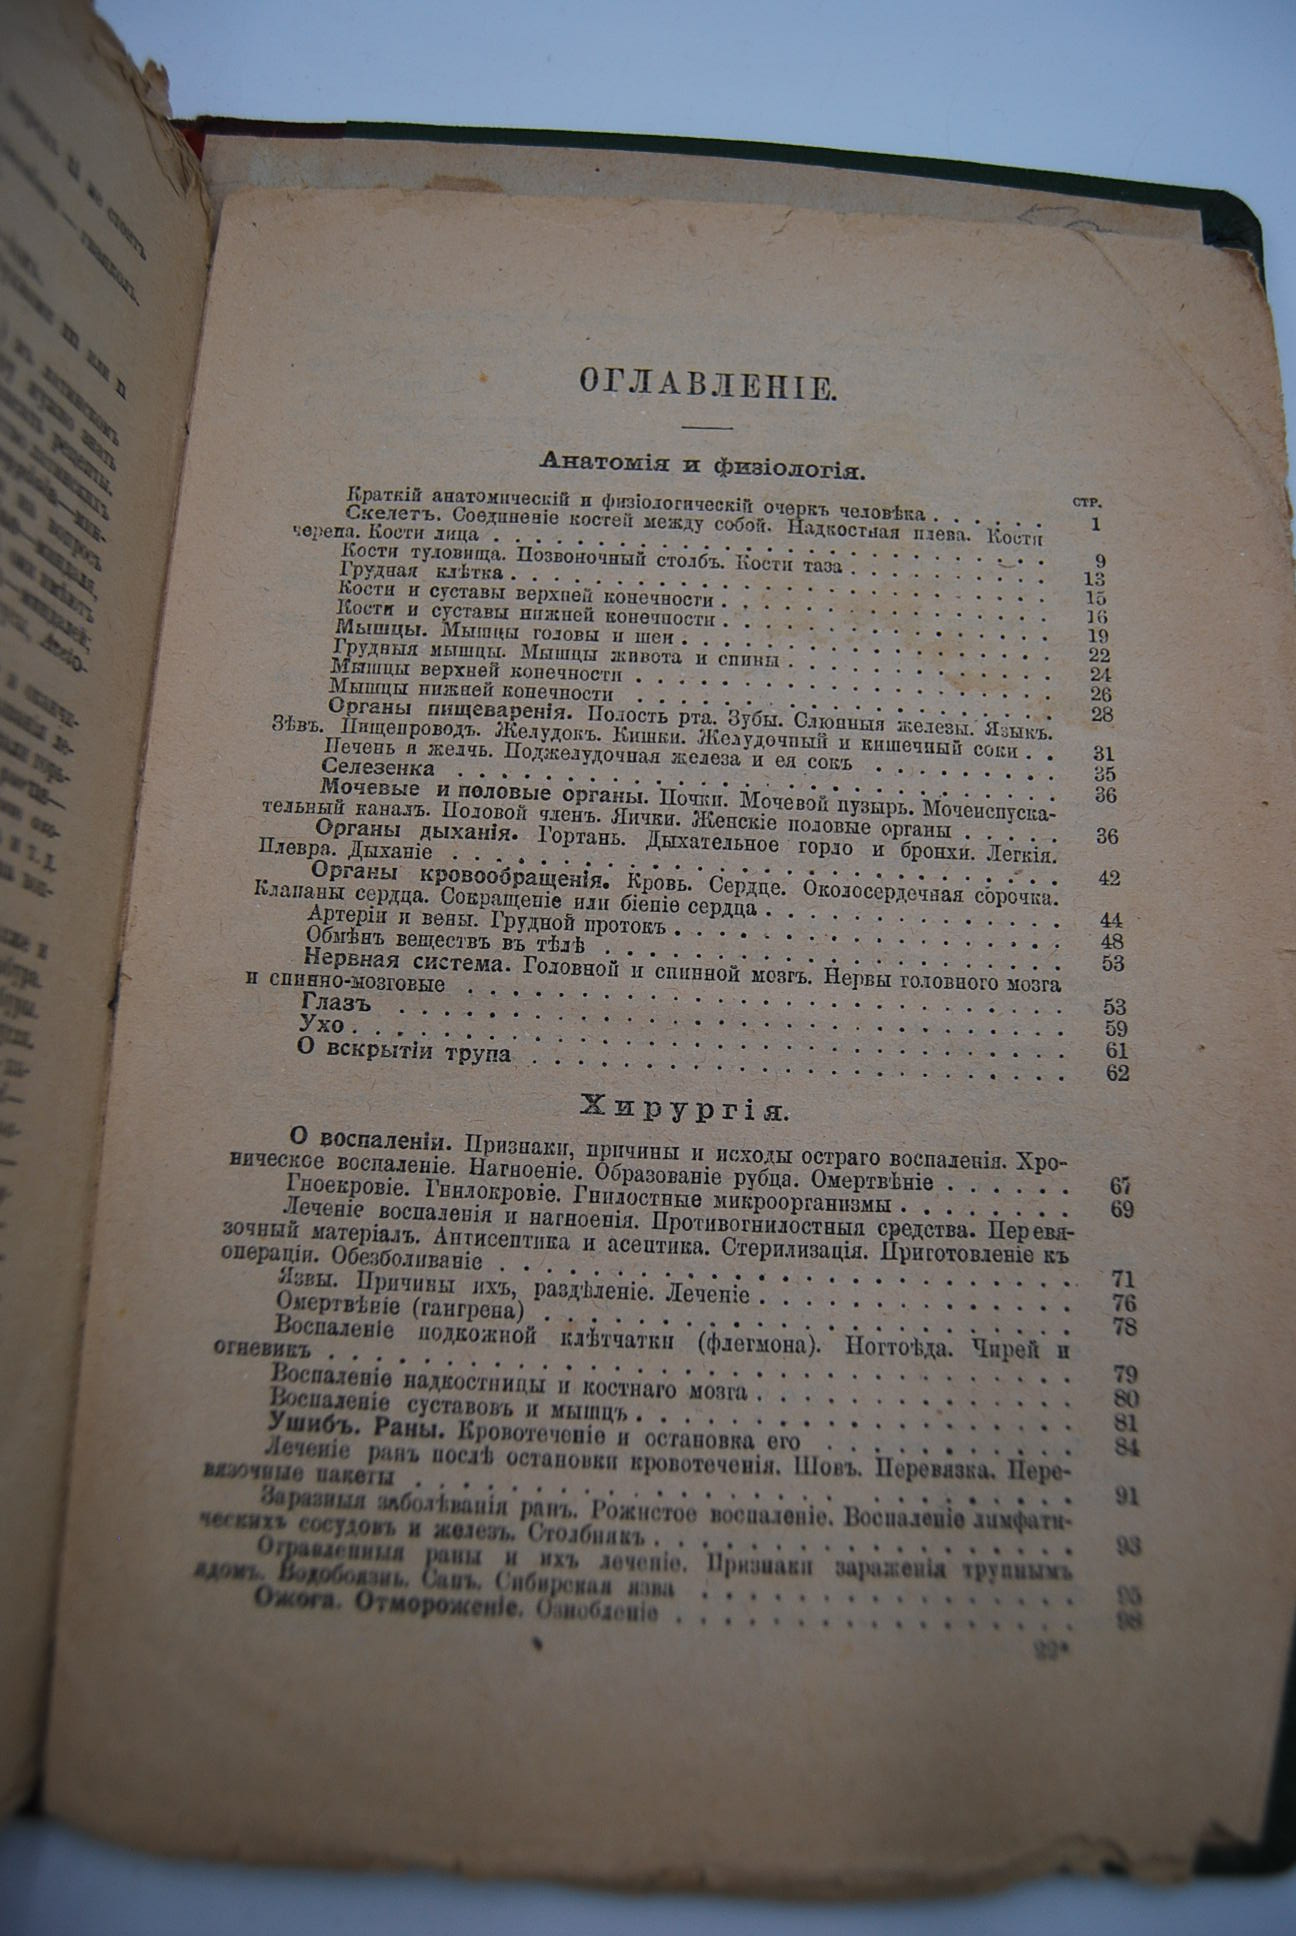 ОГЛАВЛЕНІЕ.
Анатомія и физіологія.
СТР.
Краткій анатомическій и физіологическій очеркъ человѣка . . . . . . 1
Скелетъ. Соединеніе костей между собой. Надкостная плева. Кости
черепа. Кости лица . . . . . . . . . . . . . . . . . . . . 9
Кости туловища. Позвоночный столбъ. Кости таза . . . . . . . . . 13
Грудная клѣтка . . . . . . . . . . . . . . . . . . . . 15
Кости и суставы верхней конечности . . . . . . . . . . . . . 16
Кости и суставы нижней конечности . . . . . . . . . . . . . 19
Мышцы. Мышцы головы и шеи . . . . . . . . . . . . . . . 22
Грудныя мышцы. Мышцы живота и спины . . . . . . . . . . . 24
Мышцы верхней конечности . . . . . . . . . . . . . . . . 26
Мышцы нижней конечности . . . . . . . . . . . . . . . . 28
Органы пищеваренія. Полость рта. Зубы. Слюнныя железы. Языкъ.
Зѣвъ. Пищепроводъ. Желудокъ. Кишки. Желудочный и кишечный соки . . 31
Печень и желчь. Поджелудочная железа и ея сокъ . . . . . . . . 35
Селезенка . . . . . . . . . . . . . . . . . . . . . . 36
Мочевые и половые органы. Почки. Мочевой пузырь. Мочеиспуска-
тельный каналъ. Половой членъ. Яички. Женскіе половые органы . . . . . 36
Органы дыханія. Гортань. Дыхательное горло и бронхи. Легкія.
Плевра. Дыханіе . . . . . . . . . . . . . . . . . . . . . 42
Органы кровообращенія. Кровь. Сердце. Околосердечная сорочка.
Клапаны сердца. Сокращеніе или біеніе сердца . . . . . . . . . . . . 44
Артеріи и вены. Грудной протокъ . . . . . . . . . . . . . . . 48
Обмѣнъ веществъ въ тѣлѣ . . . . . . . . . . . . . . . . . 53
Нервная система. Головной и спинной мозгъ. Нервы головного мозга
и спинно-мозговые . . . . . . . . . . . . . . . . . . . . . 53
Глазъ . . . . . . . . . . . . . . . . . . . . . . . . 59
Ухо . . . . . . . . . . . . . . . . . . . . . . . . . 61
О вскрытіи трупа . . . . . . . . . . . . . . . . . . . . 62
Хирургія.
О воспаленіи. Признаки, причины и исходы остраго воспаленія. Хро-
ническое воспаленіе. Нагноеніе. Образованіе рубца. Омертвѣніе . . . . . . 67
Гноекровіе. Гнилокровіе. Гнилостные микроорганизмы . . . . . . . . 69
Леченіе воспаленія и нагноенія. Противогнилостныя средства. Перевя-
зочный матеріалъ. Антисептика и асептика. Стерилизація. Приготовленіе къ
операціи. Обезболиваніе . . . . . . . . . . . . . . . . . . . . 71
Язвы. Причины ихъ, раздѣленіе. Леченіе . . . . . . . . . . . . . 76
Омертвѣніе (гангрена) . . . . . . . . . . . . . . . . . . . 78
Воспаленіе подкожной клѣтчатки (флегмона). Ногтоѣда. Чирей и
огневикъ . . . . . . . . . . . . . . . . . . . . . . . . . 79
Воспаленіе надкостницы и костнаго мозга . . . . . . . . . . . . . 80
Воспаленіе суставовъ и мышцъ . . . . . . . . . . . . . . . . . 81
Ушибъ. Раны. Кровотеченіе и остановка его . . . . . . . . . . . 84
Леченіе ранъ послѣ остановки кровотеченія. Шовъ. Перевязка. Пере-
вязочные пакеты . . . . . . . . . . . . . . . . . . . . . . 91
Заразныя заболѣванія ранъ. Рожистое воспаленіе. Воспаленіе лимфати-
ческихъ сосудовъ и железъ. Столбнякъ . . . . . . . . . . . . . . . . 93
Отравленныя раны и ихъ леченіе. Признаки зараженія трупнымъ
ядомъ. Водобоязнь. Сапъ. Сибирская язва . . . . . . . . . . . . . . 95
Ожога. Отмороженіе. Ознобленіе . . . . . . . . . . . . . . . . 98
22*